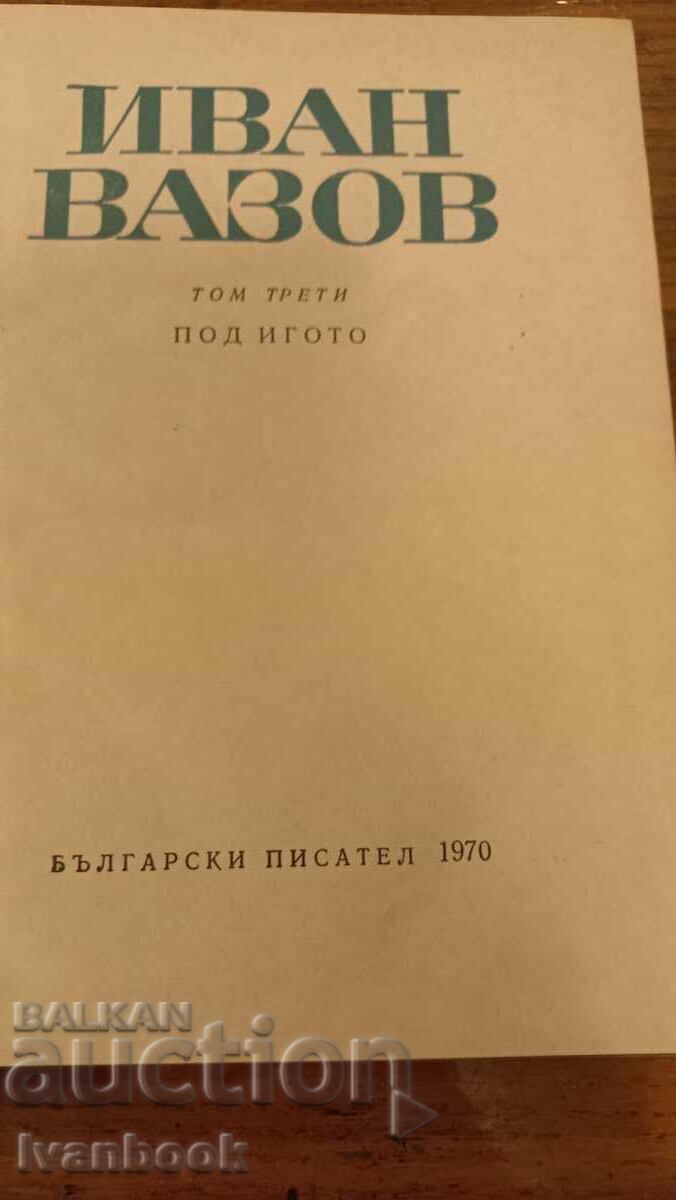 ИВАН
ВАЗОВ
ТОМ ТРЕТИ
ПОД ИГОТО
БЪЛГАРСКИ ПИСАТЕЛ 1970
BALKAN
auction
Ivanbook